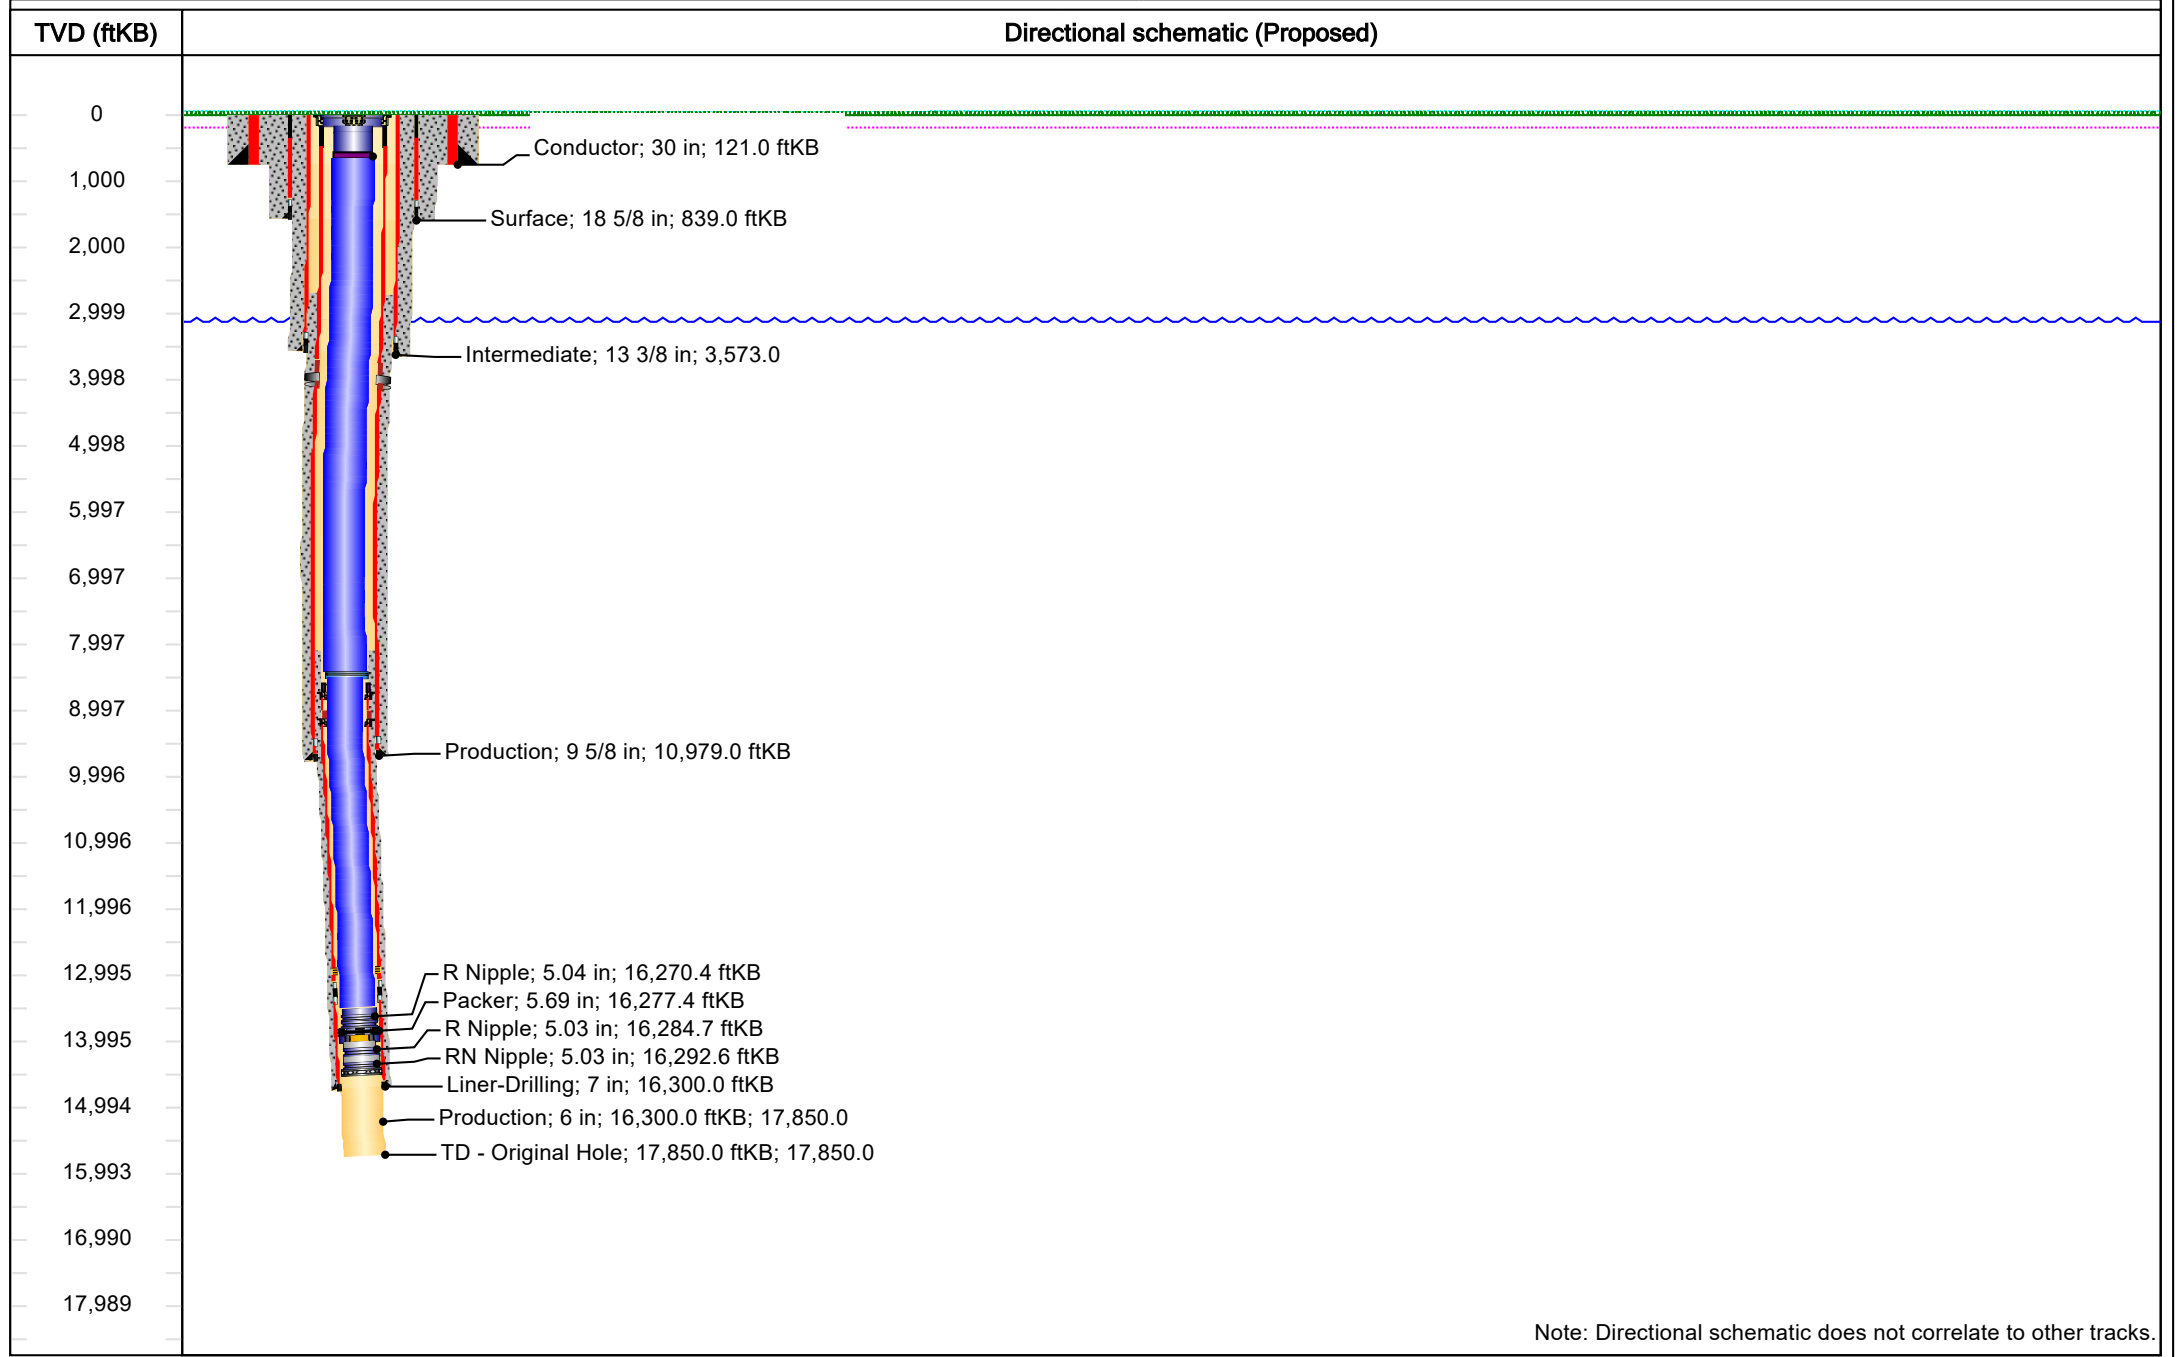 TVD (ftKB)
Directional schematic (Proposed)
0
Conductor; 30 in; 121.0 ftKB
1,000
Surface; 18 5/8 in; 839.0 ftKB
2,000
2,999
Intermediate; 13 3/8 in; 3,573.0
3,998
4,998
5,997
6,997
7,997
8,997
Production; 9 5/8 in; 10,979.0 ftKB
9,996
10,996
11,996
R Nipple; 5.04 in; 16,270.4 ftKB
12,995
Packer; 5.69 in; 16,277.4 ftKB
R Nipple; 5.03 in; 16,284.7 ftKB
13,995
RN Nipple; 5.03 in; 16,292.6 ftKB
Liner-Drilling; 7 in; 16,300.0 ftKB
14,994
Production; 6 in; 16,300.0 ftKB; 17,850.0
TD - Original Hole; 17,850.0 ftKB; 17,850.0
15,993
16,990
17,989
Note: Directional schematic does not correlate to other tracks.